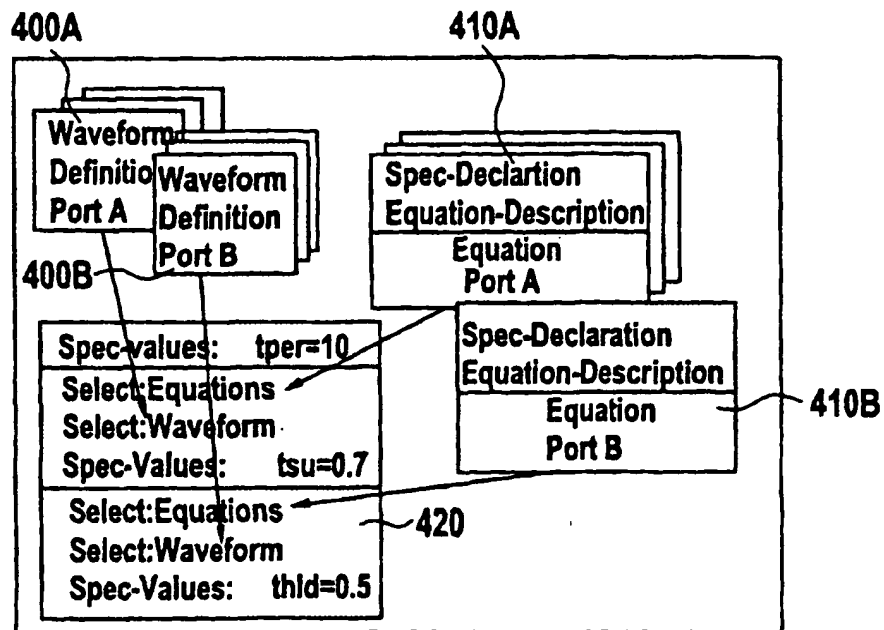 400A
410A
Waveform
Definitio
Port A
Waveform
Definition
Port B
400B
Spec-Declartion
Equation-Description
Equation
Port A
Spec-Declaration
Equation-Description
Equation
Port B
410B
Spec-values: tper=10
Select:Equations
Select:Waveform
Spec-Values: tsu=0.7
Select:Equations
Select:Waveform
Spec-Values: thld=0.5
420